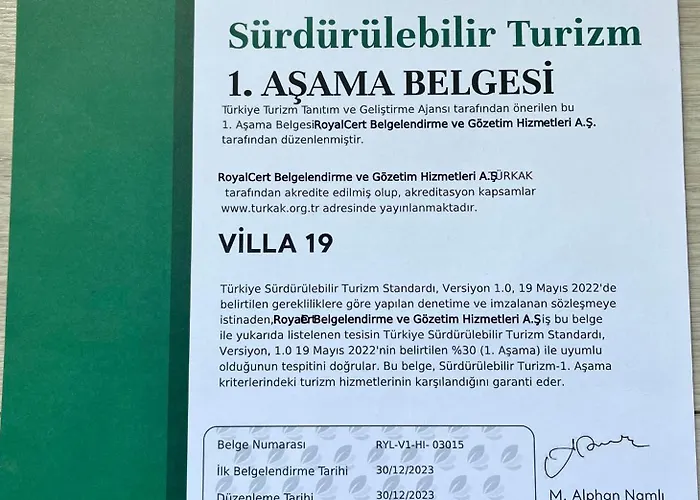 Sürdürülebilir Turizm
1. AŞAMA BELGESİ
Türkiye Turizm Tanıtım ve Geliştirme Ajansı tarafından önerilen bu
1. Aşama BelgesiRoyalCert Belgelendirme ve Gözetim Hizmetleri A.Ş.
tarafından düzenlenmiştir.
RoyalCert Belgelendirme ve Gözetim Hizmetleri A.Ş.TÜRKAK
tarafından akredite edilmiş olup, akreditasyon kapsamlar
www.turkak.org.tr adresinde yayınlanmaktadır.
VİLLA 19
Türkiye Sürdürülebilir Turizm Standardı, Versiyon 1.0, 19 Mayıs 2022'de
belirtilen gerekliliklere göre yapılan denetime ve imzalanan sözleşmeye
istinaden, Belgelendirme ve Gözetim Hizmetleri A.Ş. iş bu belge
ile yukarıda listelenen tesisin Türkiye Sürdürülebilir Turizm Standardı,
Versiyon, 1.0 19 Mayıs 2022'nin belirtilen %30 (1. Aşama) ile uyumlu
olduğunun tespitini doğrular. Bu belge, Sürdürülebilir Turizm-1. Aşama
kriterlerindeki turizm hizmetlerinin karşılandığını garanti eder.
Belge Numarası RYL-V1-HI- 03015
İlk Belgelendirme Tarihi 30/12/2023
Düzenleme Tarihi 30/12/2023
M. Alphan Namlı